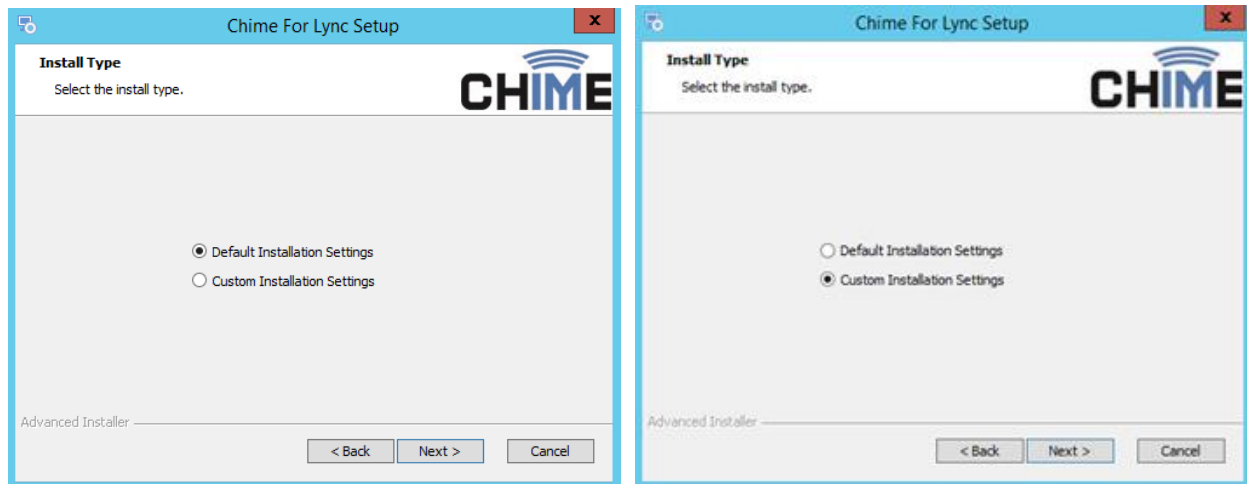 Chime For Lync Setup
x
Install Type
Select the install type.
CHIME
Default Installation Settings
Custom Installation Settings
Advanced Installer
< Back Next > Cancel
Chime For Lync Setup
x
Install Type
Select the install type.
CHIME
Default Installation Settings
Custom Installation Settings
Advanced Installer
< Back Next > Cancel